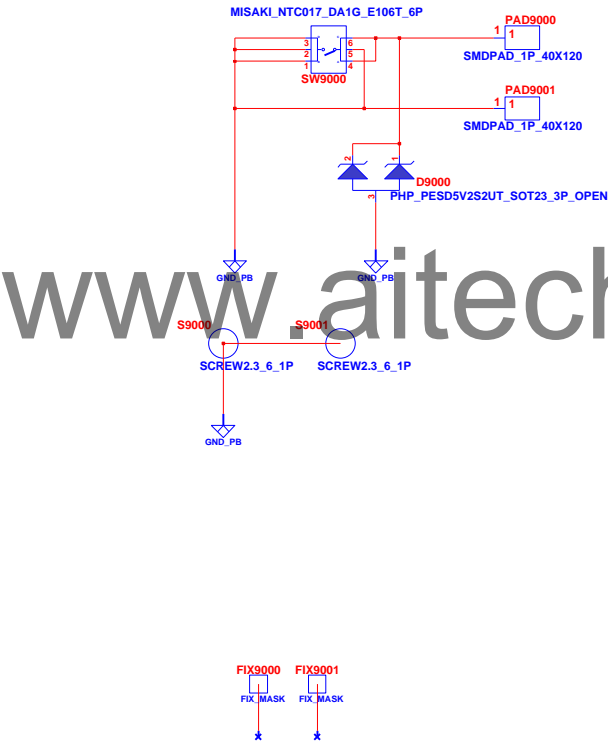 MISAKI_NTC017_DA1G_E106T_6P
PAD9000
1 1
SMDPAD_1P_40X120
3 6
2 5
1 4
SW9000
PAD9001
1 1
SMDPAD_1P_40X120
2 1
D9000
3 PHP_PESD5V2S2UT_SOT23_3P_OPEN
GND_PB GND_PB
www.aitech
S9000 S9001
SCREW2.3_6_1P SCREW2.3_6_1P
GND_PB
FIX9000 FIX9001
FIX_MASK FIX_MASK